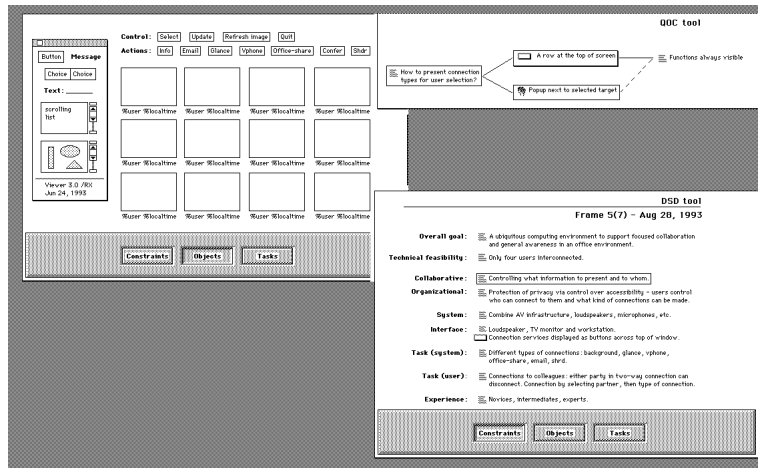 Control: Select Update Refresh image Quit
Actions: Info Email Glance Vphone Office-share Confer Shdr
Button Message
Choice Choice
Text:
scrolling
list
Viewer 3.0 /RX
Jun 24, 1993
%user %localtime %user %localtime %user %localtime %user %localtime
%user %localtime %user %localtime %user %localtime %user %localtime
%user %localtime %user %localtime %user %localtime %user %localtime
Constraints Objects Tasks
QOC tool
How to present connection
types for user selection?
A row at the top of screen
Popup next to selected target
Functions always visible
DSD tool
Frame 5(7) - Aug 28, 1993
Overall goal: A ubiquitous computing environment to support focused collaboration
and general awareness in an office environment.
Technical feasibility: Only four users interconnected.
Collaborative: Controlling what information to present and to whom.
Organizational: Protection of privacy via control over accessibility - users control
who can connect to them and what kind of connections can be made.
System: Combine AV infrastructure, loudspeakers, microphones, etc.
Interface: Loudspeaker, TV monitor and workstation.
Connection services displayed as buttons across top of window.
Task (system): Different types of connections: background, glance, vphone,
office-share, email, shrd.
Task (user): Connections to colleagues: either party in two-way connection can
disconnect. Connection by selecting partner, then type of connection.
Experience: Novices, intermediates, experts.
Constraints Objects Tasks